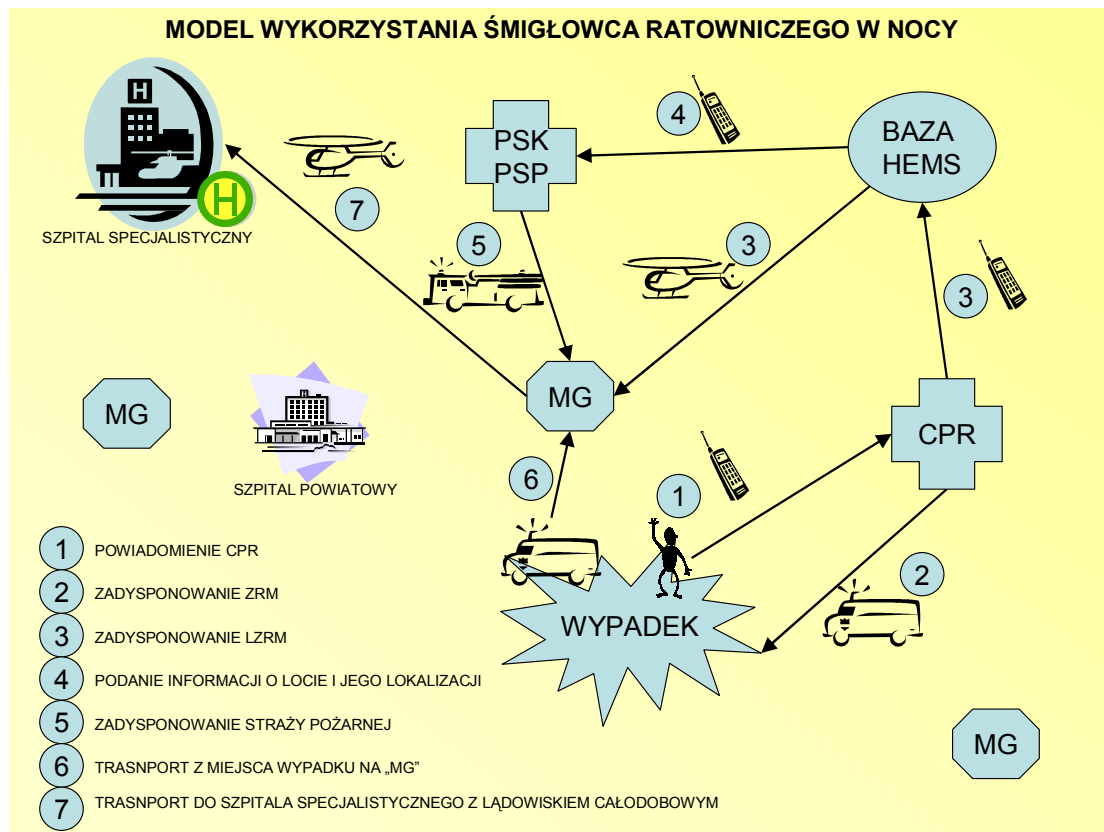 MODEL WYKORZYSTANIA ŚMIGŁOWCA RATOWNICZEGO W NOCY
H
H
SZPITAL SPECJALISTYCZNY
7
PSK
PSP
4
BAZA
HEMS
5
3
3
MG
MG
SZPITAL POWIATOWY
CPR
6
1
2
WYPADEK
MG
1 POWIADOMIENIE CPR
2 ZADYSPONOWANIE ZRM
3 ZADYSPONOWANIE LZRM
4 PODANIE INFORMACJI O LOCIE I JEGO LOKALIZACJI
5 ZADYSPONOWANIE STRAŻY POŻARNEJ
6 TRASNPORT Z MIEJSCA WYPADKU NA „MG”
7 TRASNPORT DO SZPITALA SPECJALISTYCZNEGO Z LĄDOWISKIEM CAŁODOBOWYM